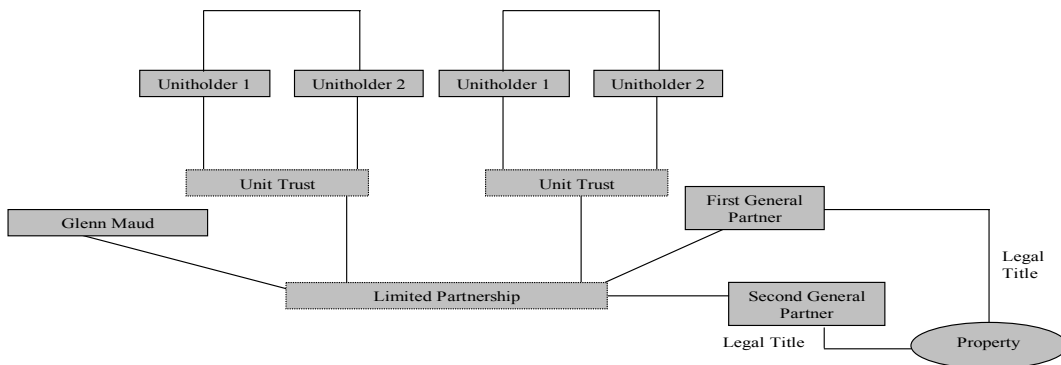 Unitholder 1
Unitholder 2
Unitholder 1
Unitholder 2
Unit Trust
Unit Trust
Glenn Maud
First General
Partner
Legal
Title
Limited Partnership
Second General
Partner
Legal Title
Property